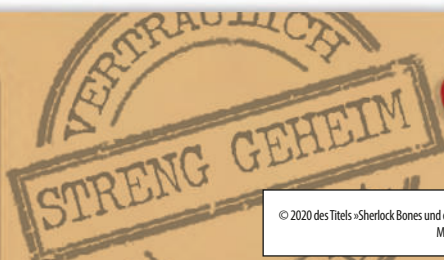 VERTRAULICH
STRENG GEHEIM
© 2020 des Titels »Sherlock Bones und